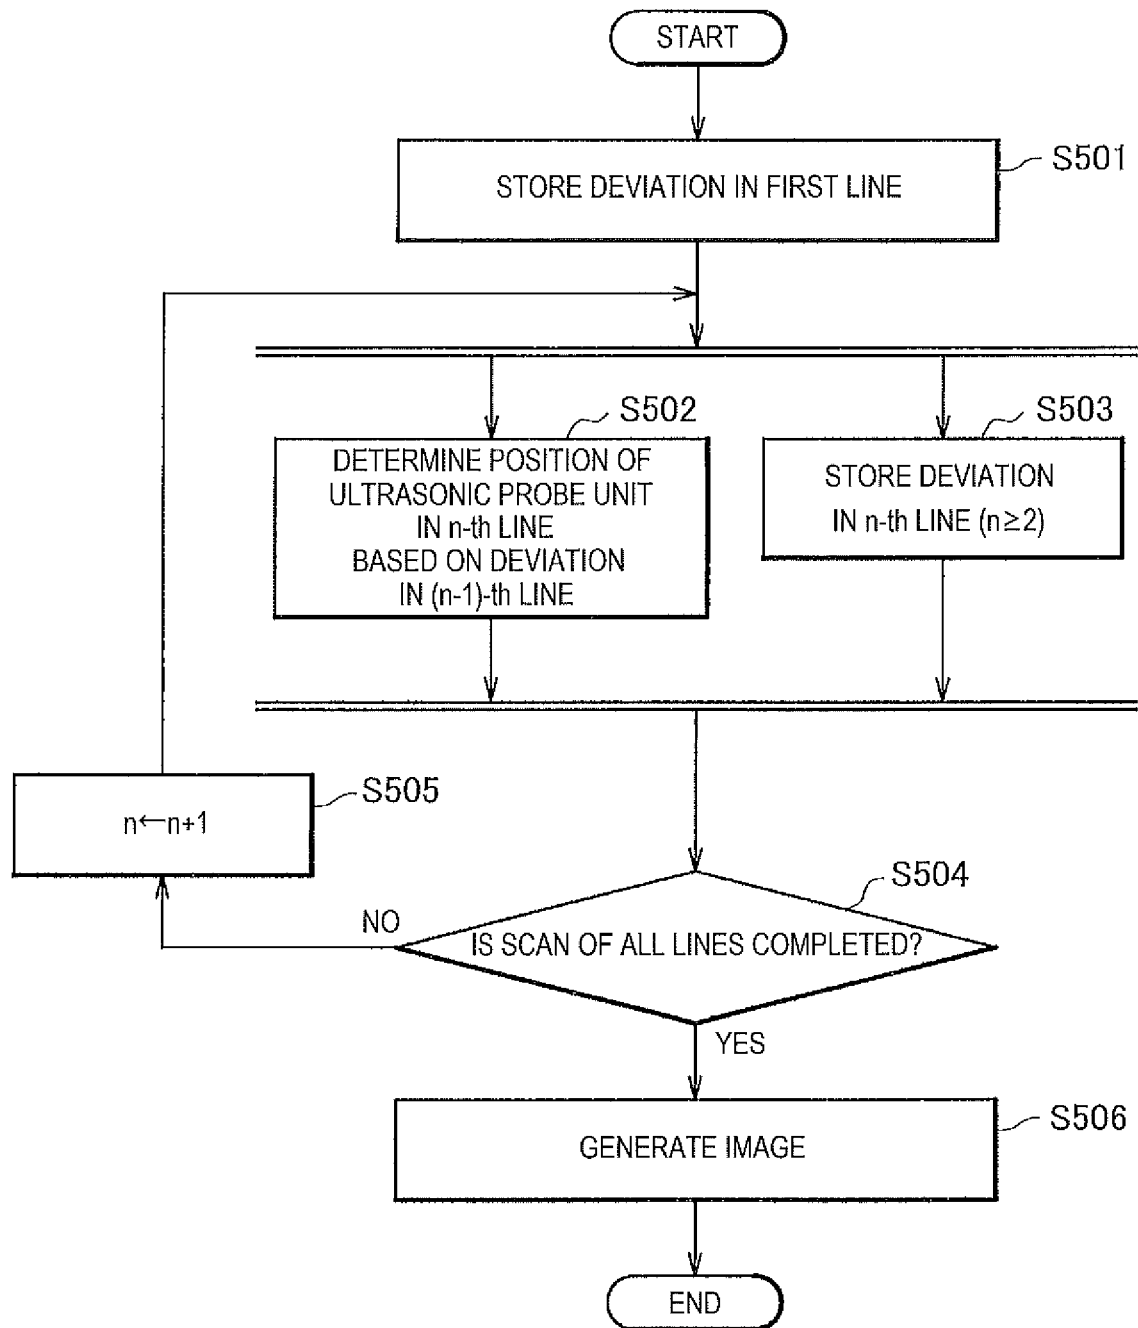 START
S501
STORE DEVIATION IN FIRST LINE
S502
DETERMINE POSITION OF
ULTRASONIC PROBE UNIT
IN n-th LINE
BASED ON DEVIATION
IN (n-1)-th LINE
S503
STORE DEVIATION
IN n-th LINE (n≥2)
S505
n←n+1
S504
NO
IS SCAN OF ALL LINES COMPLETED?
YES
S506
GENERATE IMAGE
END